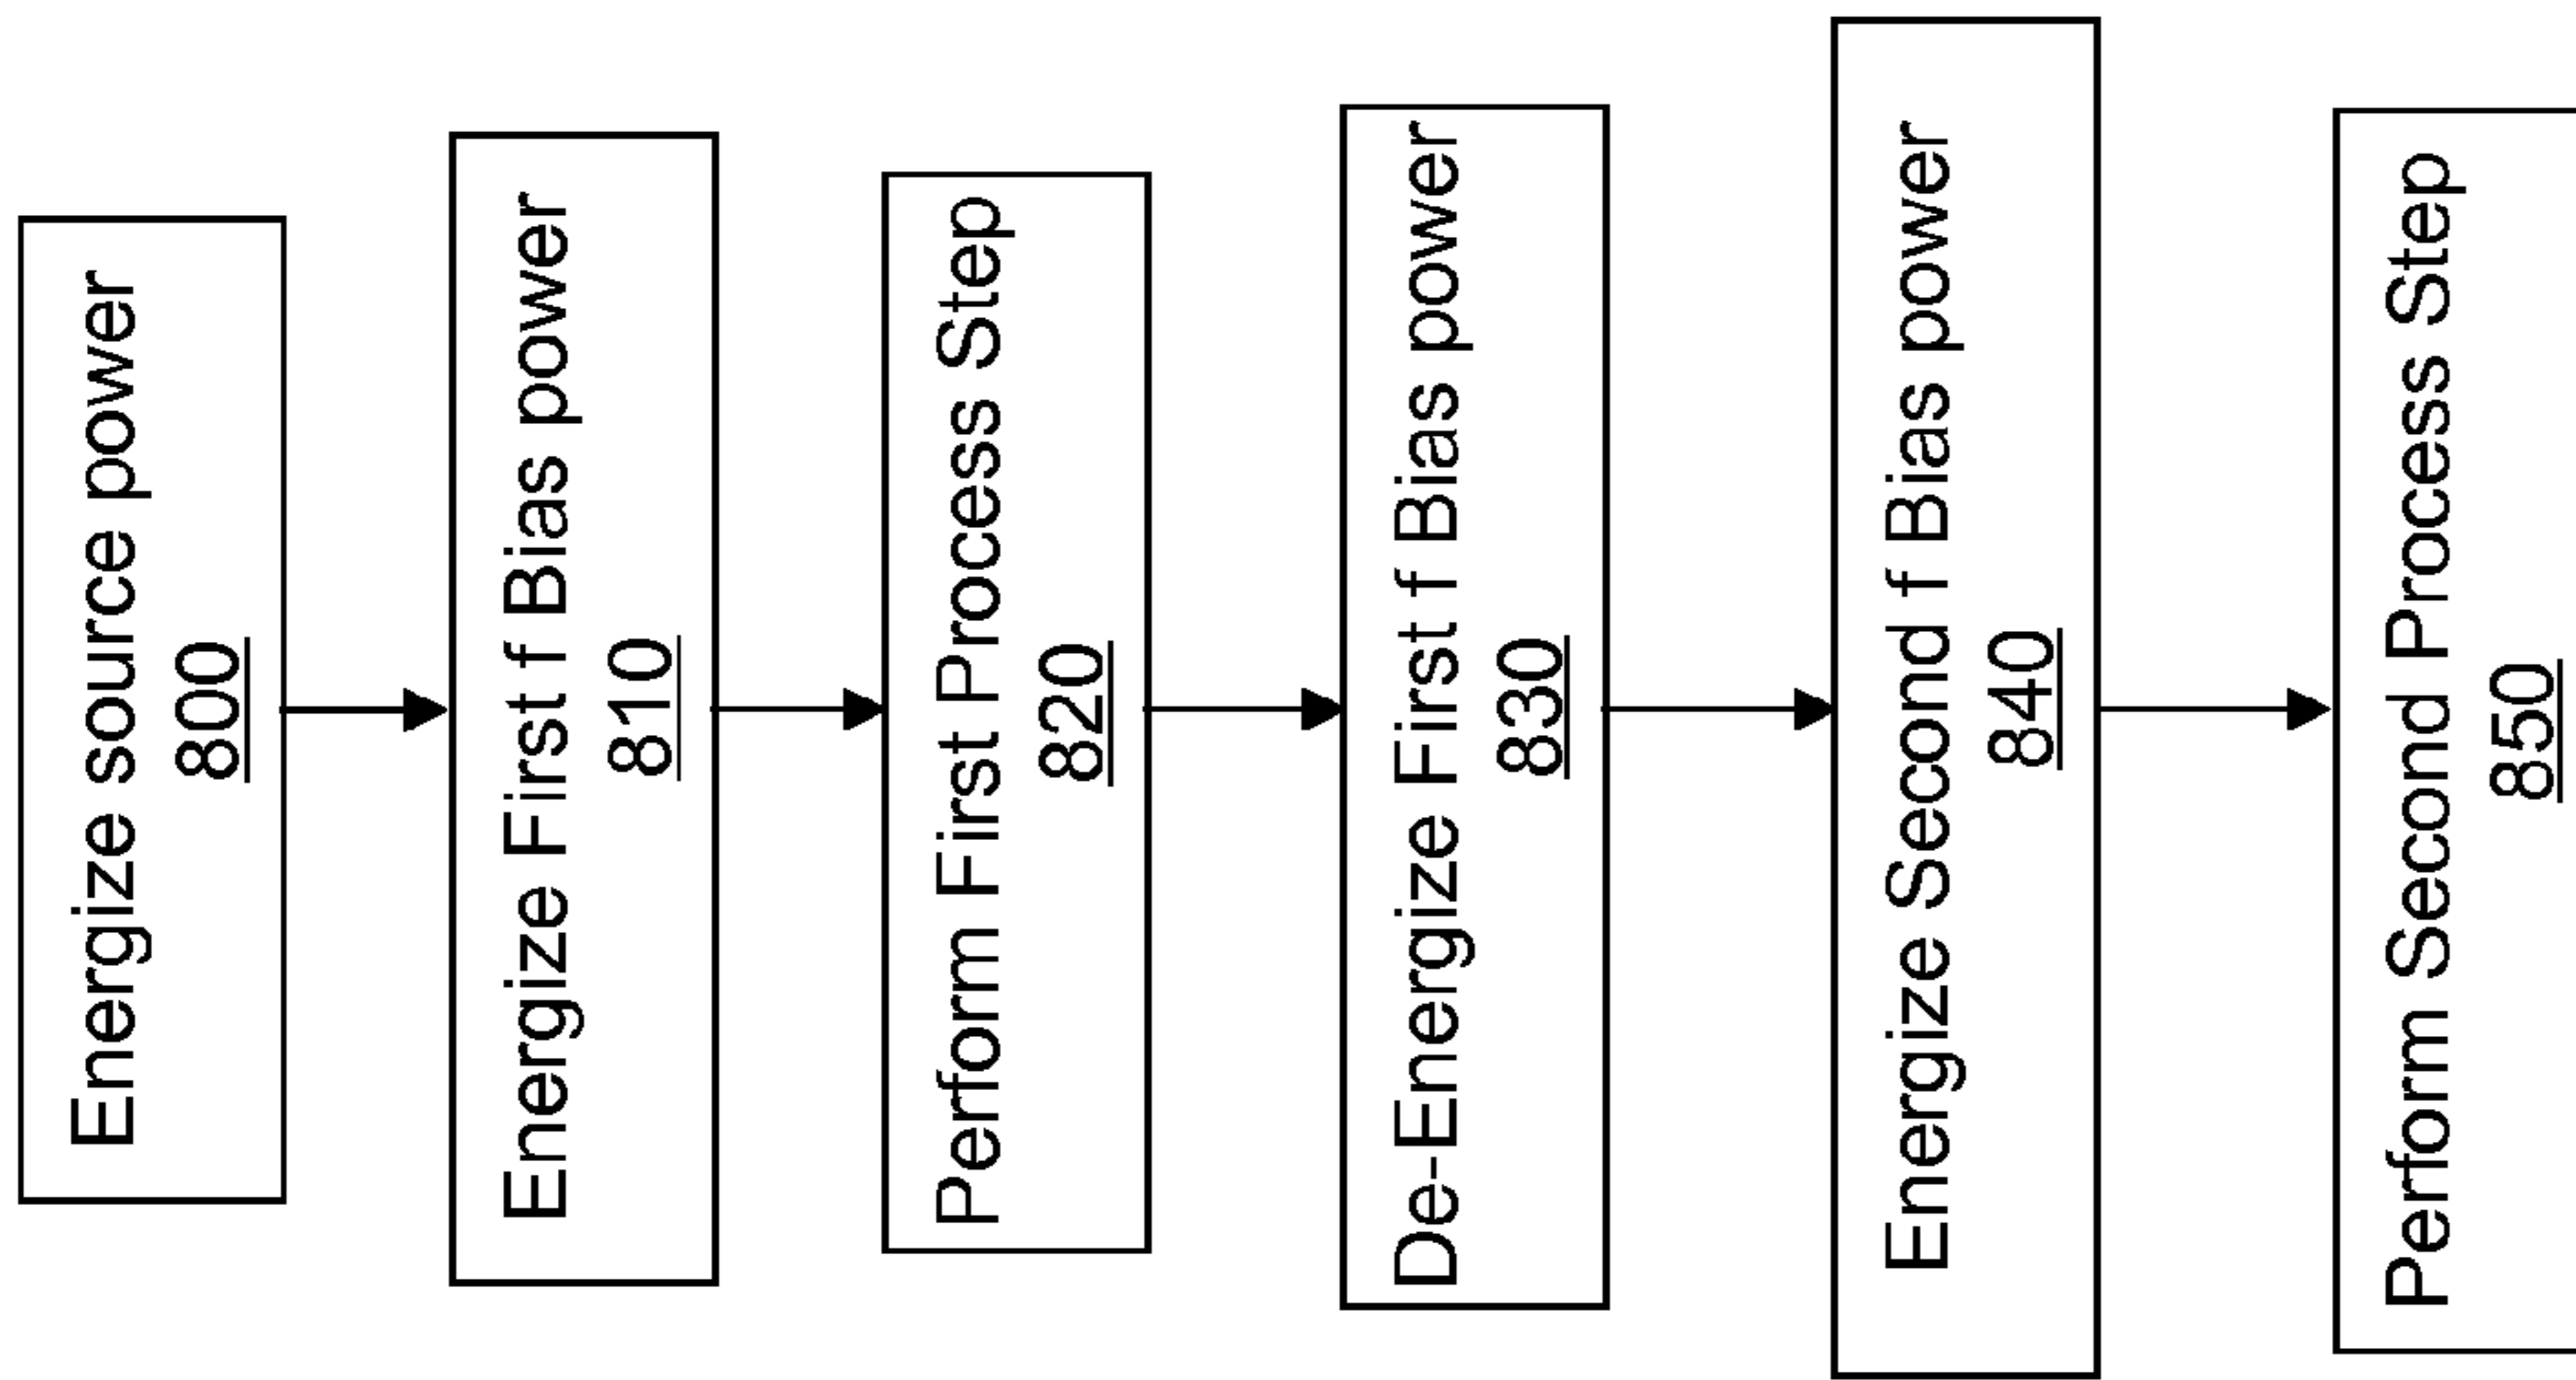 Energize source power
800
Energize First f Bias power
810
Perform First Process Step
820
De-Energize First f Bias power
830
Energize Second f Bias power
840
Perform Second Process Step
850